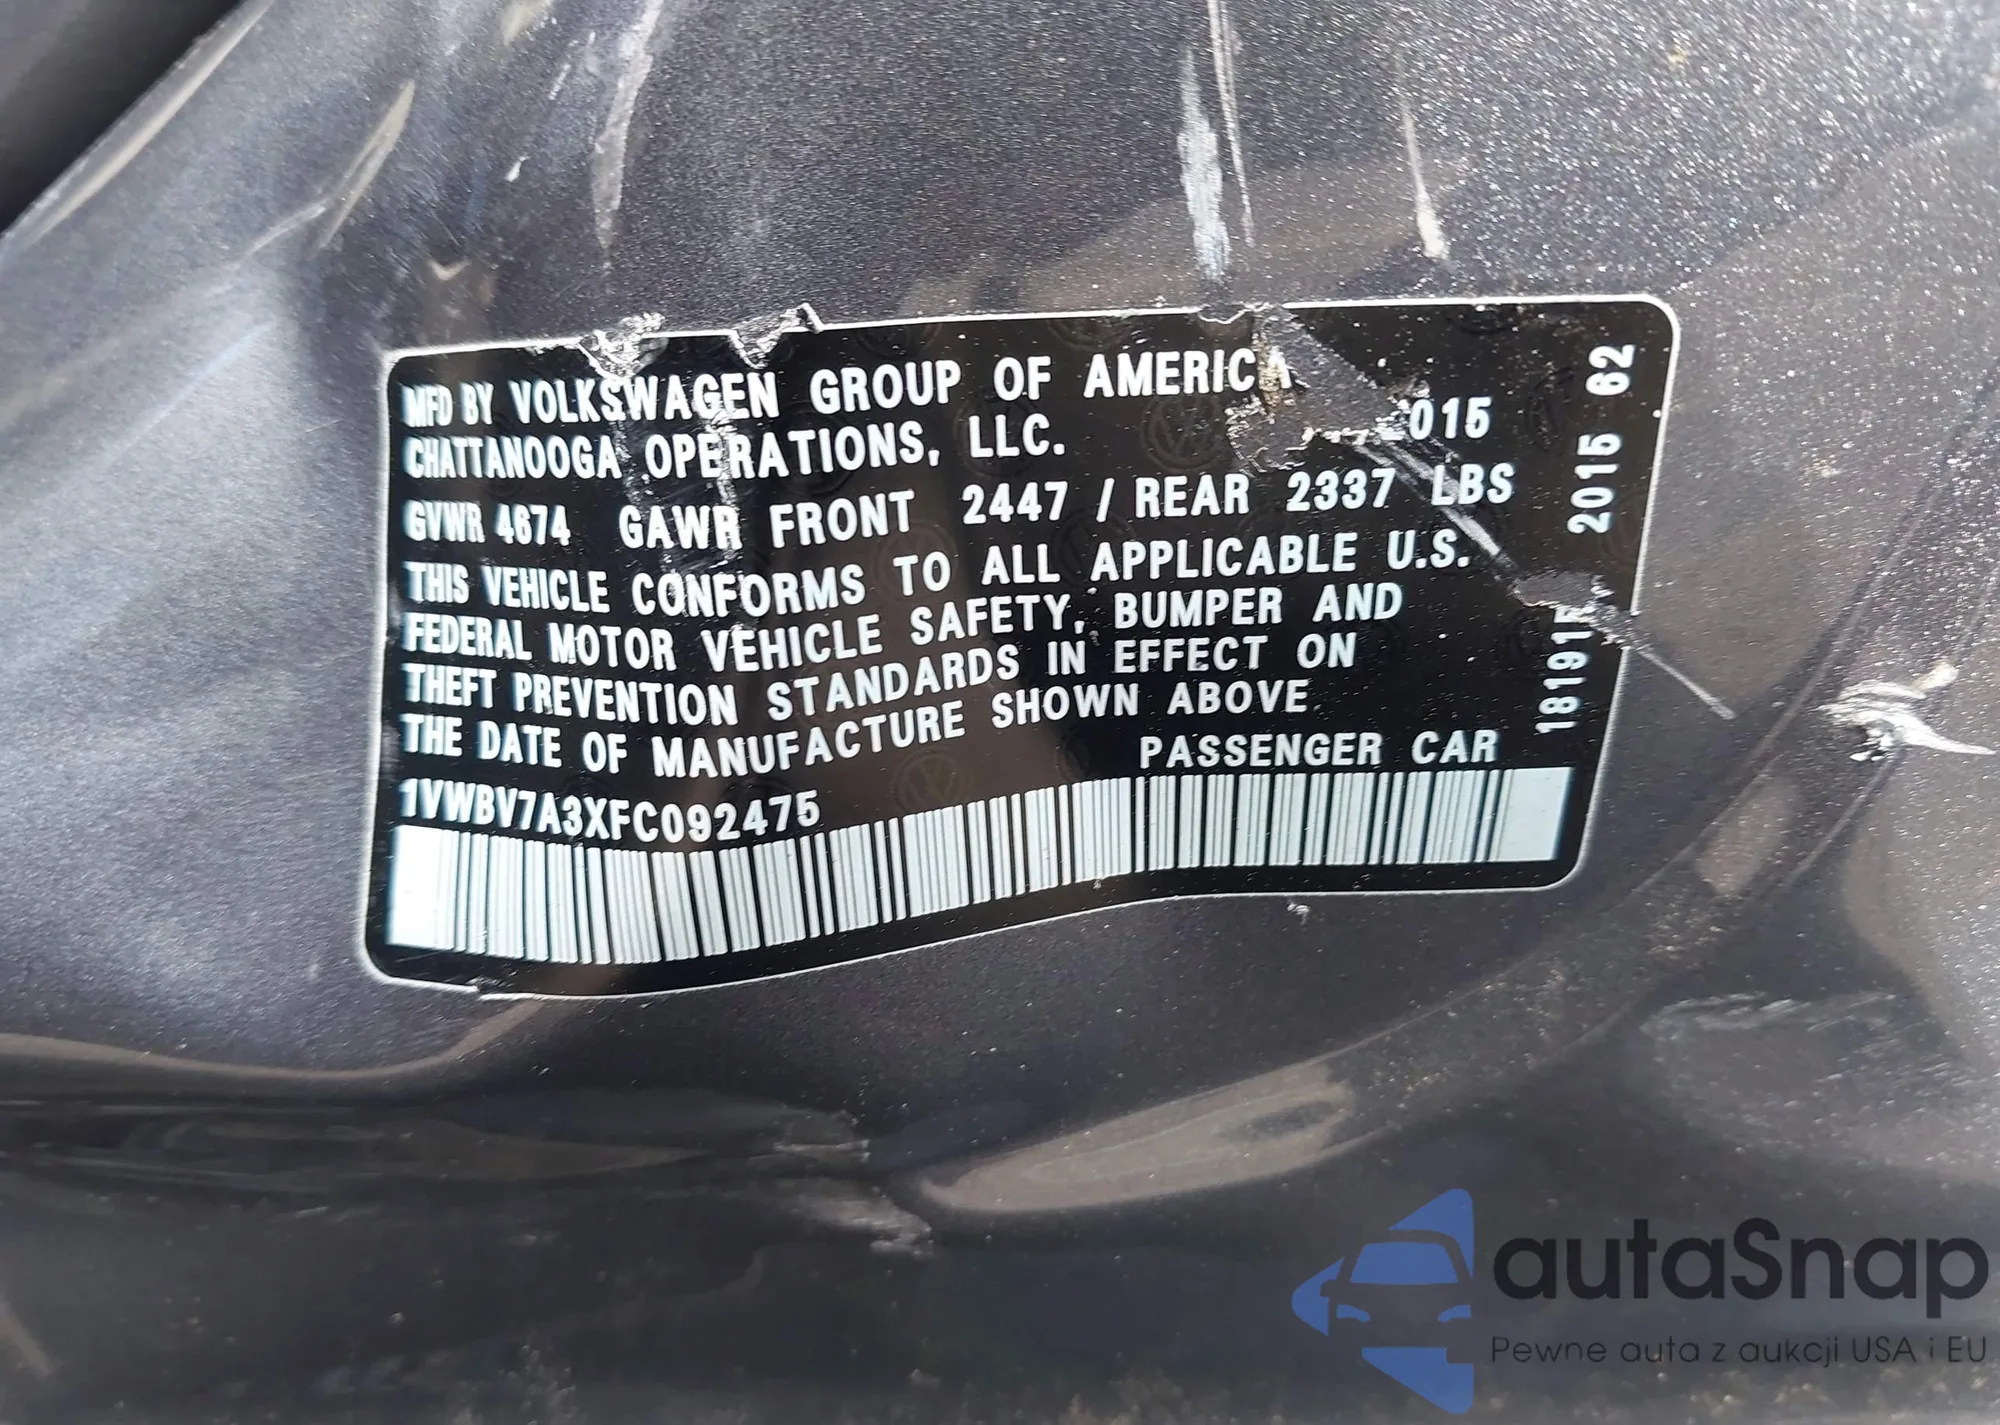 MFD BY VOLKSWAGEN GROUP OF AMERICA
CHATTANOOGA OPERATIONS, LLC.
GVWR 4674 GAWR FRONT 2447 / REAR 2337 LBS
THIS VEHICLE CONFORMS TO ALL APPLICABLE U.S.
FEDERAL MOTOR VEHICLE SAFETY, BUMPER AND
THEFT PREVENTION STANDARDS IN EFFECT ON
THE DATE OF MANUFACTURE SHOWN ABOVE.
PASSENGER CAR
1VWBV7A3XFC092475
2015 62
autaSnap
Pewne auta z aukcji USA i EU